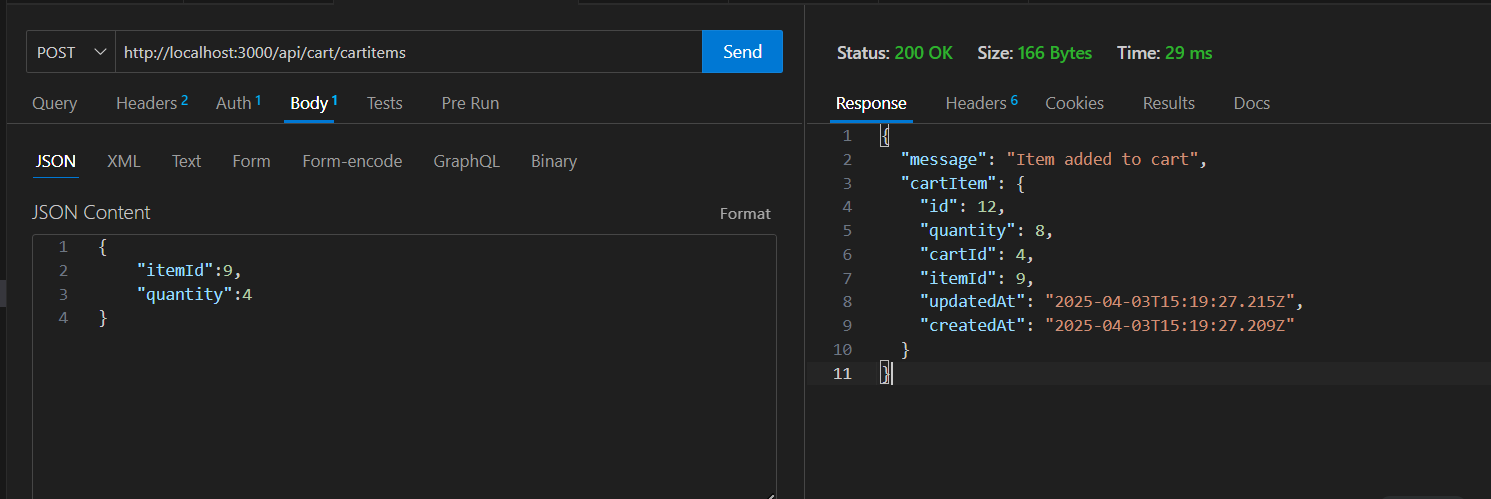 POST http://localhost:3000/api/cart/cartitems Send
Query Headers 2 Auth 1 Body 1 Tests Pre Run
JSON XML Text Form Form-encode GraphQL Binary
JSON Content Format
1 {
2 "itemId":9,
3 "quantity":4
4 }
Status: 200 OK Size: 166 Bytes Time: 29 ms
Response Headers 6 Cookies Results Docs
1 {
2 "message": "Item added to cart",
3 "cartItem": {
4 "id": 12,
5 "quantity": 8,
6 "cartId": 4,
7 "itemId": 9,
8 "updatedAt": "2025-04-03T15:19:27.215Z",
9 "createdAt": "2025-04-03T15:19:27.209Z"
10 }
11 }